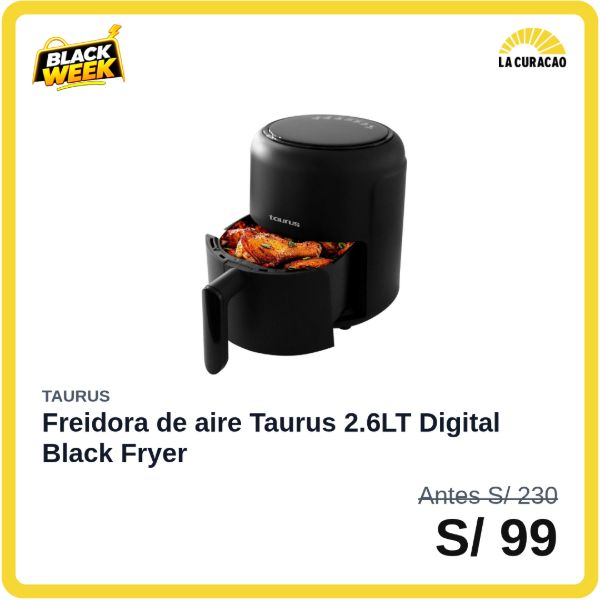 BLACK
WEEK
LA CURACAO
taurus
TAURUS
Freidora de aire Taurus 2.6LT Digital
Black Fryer
Antes S/ 230
S/ 99